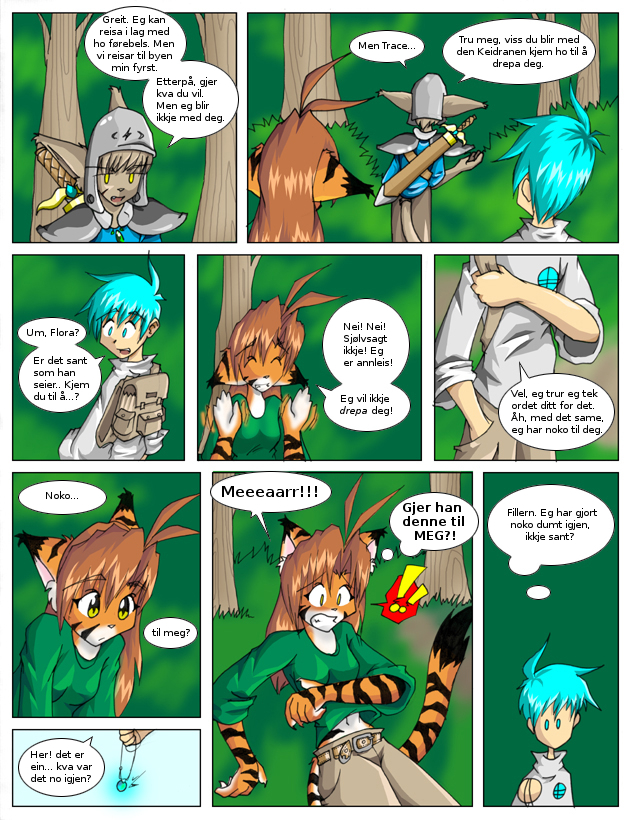 Greit. Eg kan
reisa i lag med
ho førebels. Men
vi reisar til byen
min fyrst.
Etterpå, gjer
kva du vil.
Men eg blir
ikkje med deg.
Men Trace...
Tru meg, viss du blir med
den Keidranen kjem ho til å
drepa deg.
Um, Flora?
Er det sant
som han
seier.. Kjem
du til å...?
Nei! Nei!
Sjølvsagt
ikkje! Eg
er annleis!
Eg vil ikkje
drepa deg!
Vel, eg trur eg tek
ordet ditt for det.
Åh, med det same,
eg har noko til deg.
Noko...
til meg?
Her! det er
ein... kva var
det no igjen?
Meeeaarr!!!
Gjer han
denne til
MEG?!
Fillern. Eg har gjort
noko dumt igjen,
ikkje sant?